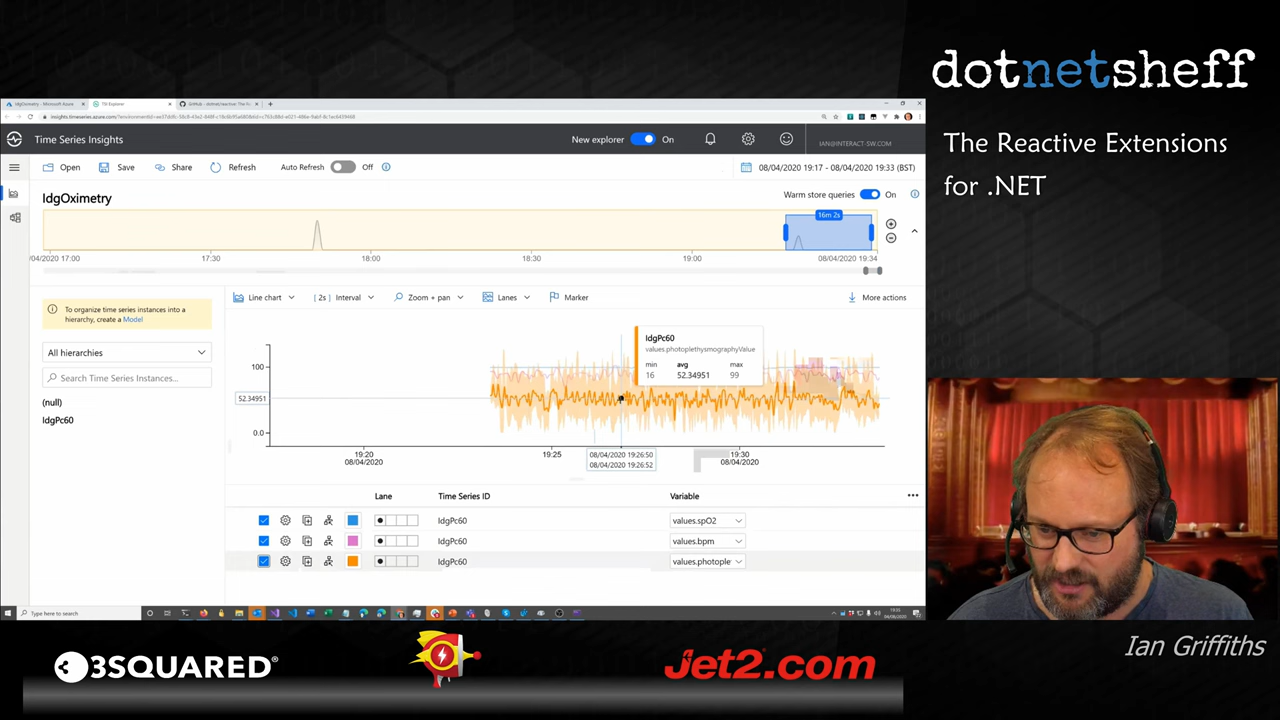 dotnetsheff
The Reactive Extensions
for .NET
IdgOximetry - Microsoft Azure
TSI Explorer
Time Series Insights
New explorer
On
IAN@INTERACT-SW.COM
Open
Save
Share
Refresh
Auto Refresh
Off
08/04/2020 19:17 - 08/04/2020 19:33 (BST)
IdgOximetry
Warm store queries
On
16m 2s
/04/2020 17:00
17:30
18:00
18:30
19:00
08/04/2020 19:34
To organize time series instances into a
hierarchy, create a Model
All hierarchies
Search Time Series Instances...
(null)
IdgPc60
Line chart
2s
Interval
Zoom + pan
Lanes
Marker
More actions
IdgPc60
values.photoplethysmographyValue
min avg max
16 52.34951 99
100
52.34951
0.0
19:20
08/04/2020
19:25
08/04/2020 19:26:50
08/04/2020 19:26:52
19:30
08/04/2020
Lane Time Series ID Variable
IdgPc60 values.spO2
IdgPc60 values.bpm
IdgPc60 values.photople
Type here to search
3SQUARED®
Jet2.com
Ian Griffiths